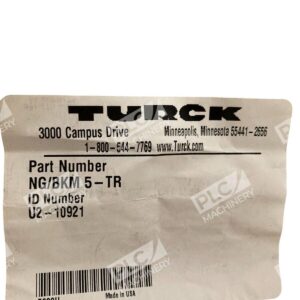 TURCK
3000 Campus Drive
Minneapolis, Minnesota 55441-2656
1-800-644-7769 www.Turck.com
Part Number
NG/BKM 5-TR
ID Number
U2-10921
Made in USA
PLC
MACHINERY